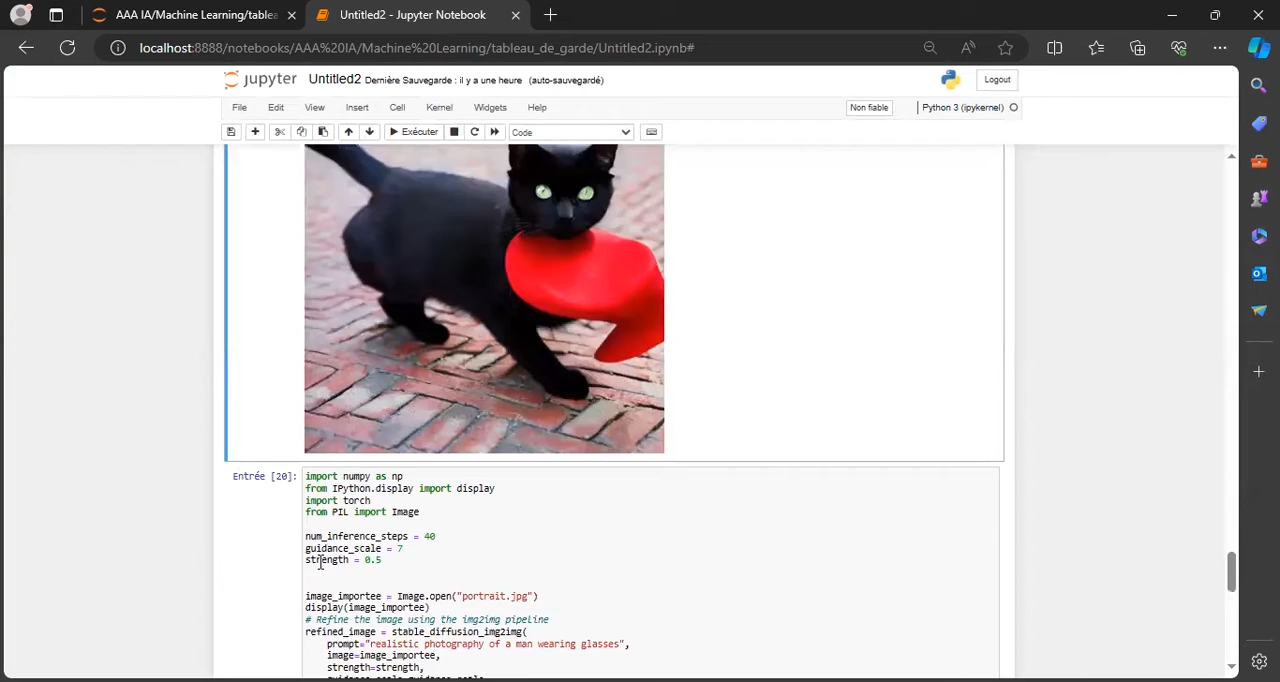 AAA IA/Machine Learning/table
Untitled2 - Jupyter Notebook
localhost:8888/notebooks/AAA%20IA/Machine%20Learning/tableau_de_garde/Untitled2.ipynb#
jupyter Untitled2 Dernière Sauvegarde : il y a une heure (auto-sauvegardé)
Logout
File Edit View Insert Cell Kernel Widgets Help
Non fiable
Python 3 (ipykernel)
Exécuter
Code
Entrée [20]:
import numpy as np
from IPython.display import display
import torch
from PIL import Image
num_inference_steps = 40
guidance_scale = 7
strength = 0.5
image_importee = Image.open("portrait.jpg")
display(image_importee)
# Refine the image using the img2img pipeline
refined_image = stable_diffusion_img2img(
prompt="realistic photography of a man wearing glasses",
image=image_importee,
strength=strength,